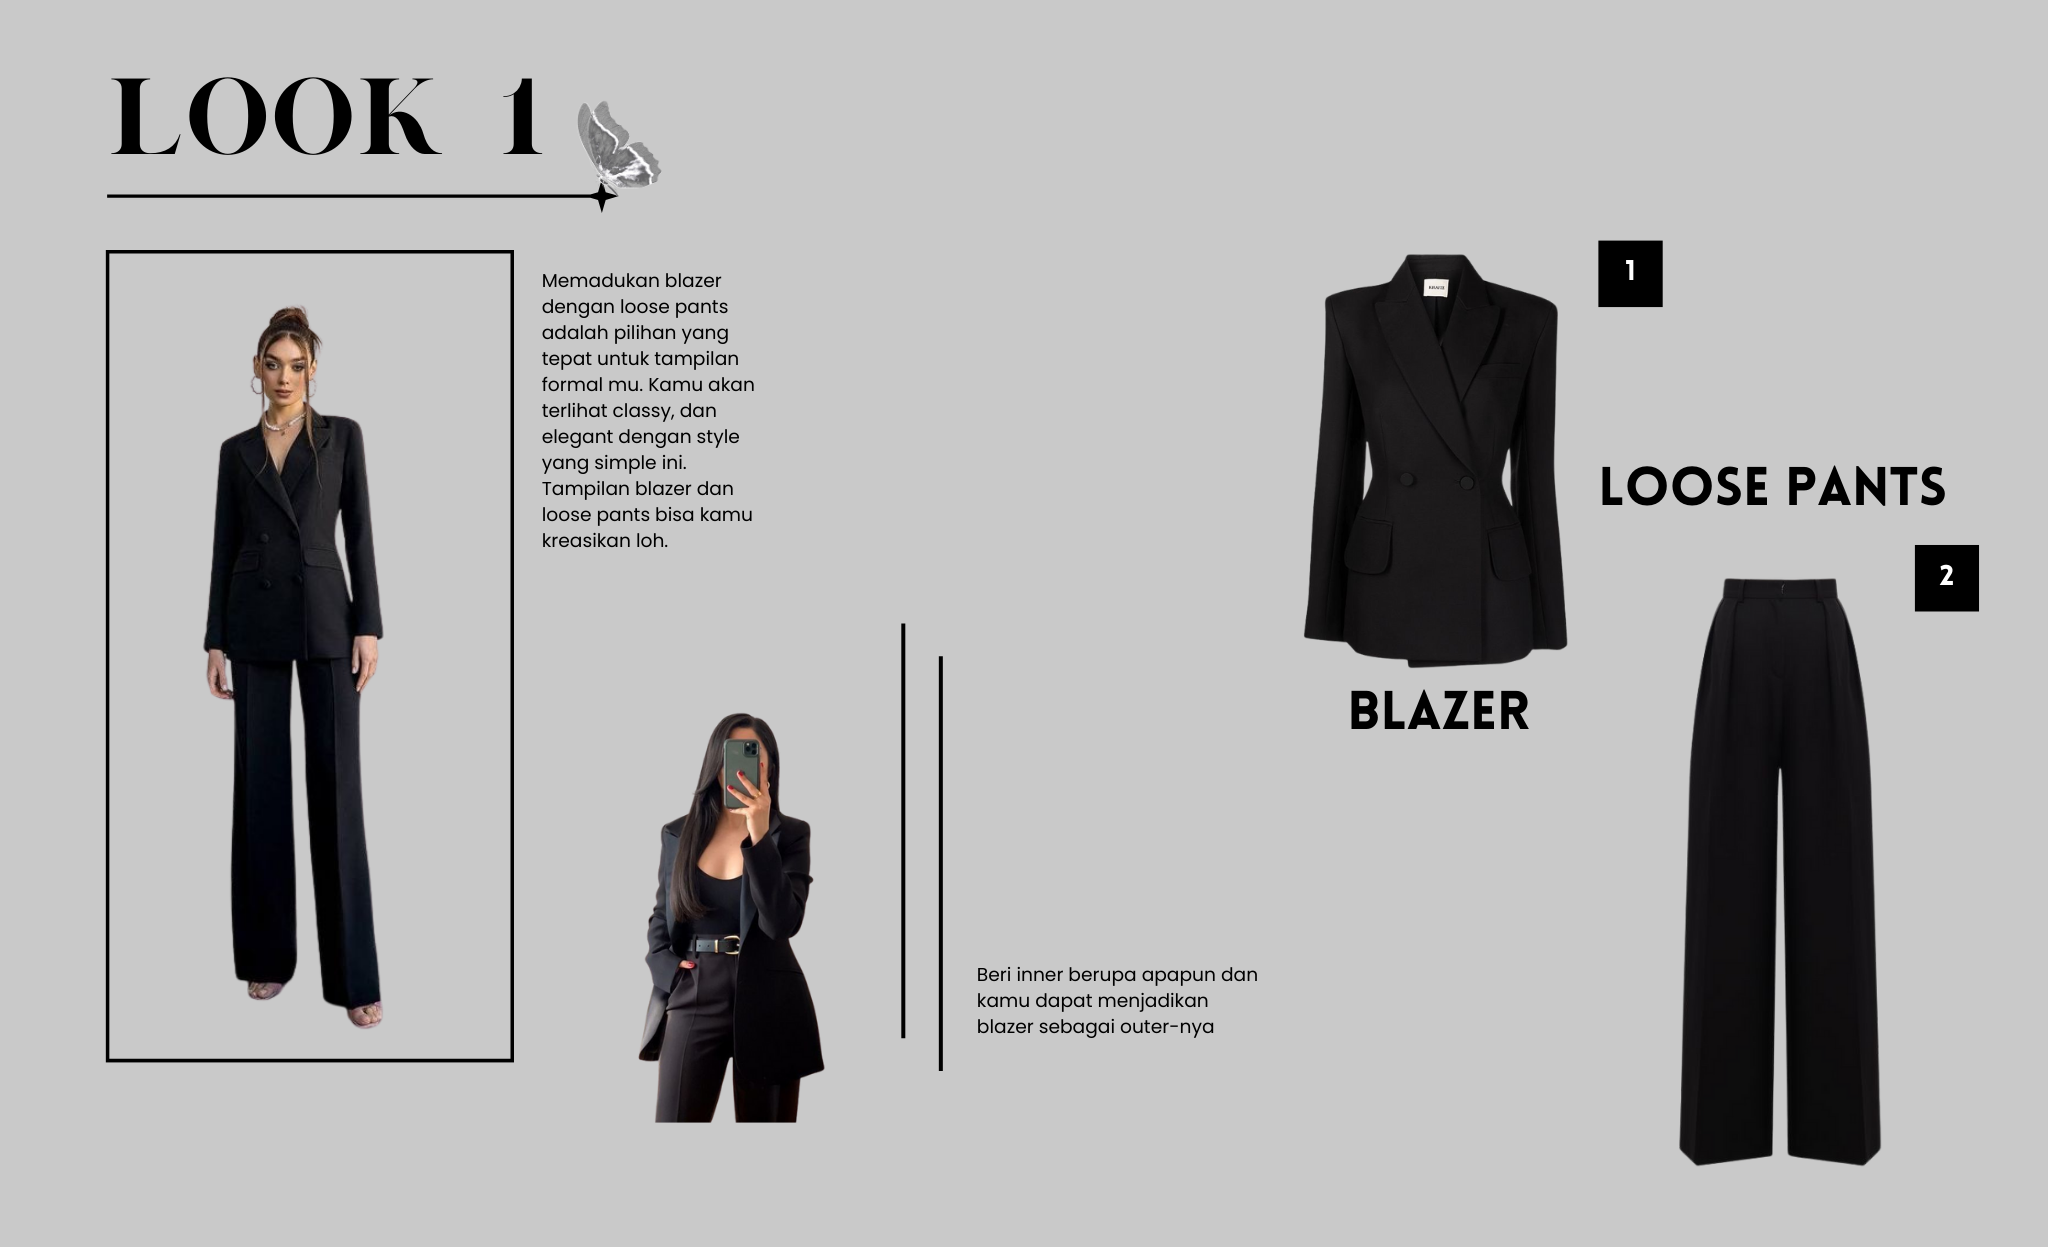 LOOK 1
Memadukan blazer
dengan loose pants
adalah pilihan yang
tepat untuk tampilan
formal mu. Kamu akan
terlihat classy, dan
elegant dengan style
yang simple ini.
Tampilan blazer dan
loose pants bisa kamu
kreasikan loh.
Beri inner berupa apapun dan
kamu dapat menjadikan
blazer sebagai outer-nya
1
BLAZER
LOOSE PANTS
2